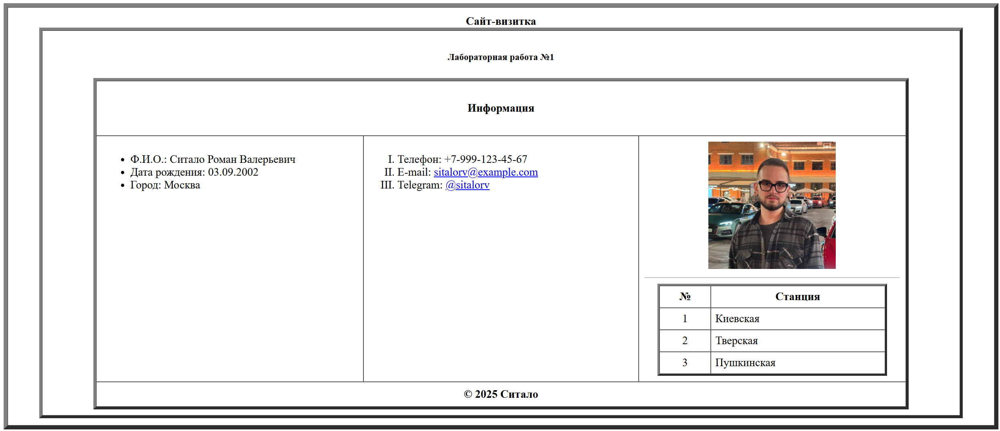 Сайт-визитка
Лабораторная работа №1
Информация
• Ф.И.О.: Ситало Роман Валерьевич
• Дата рождения: 03.09.2002
• Город: Москва
I. Телефон: +7-999-123-45-67
II. E-mail: sitalorv@example.com
III. Telegram: @sitalorv
№ Станция
1 Киевская
2 Тверская
3 Пушкинская
© 2025 Ситало